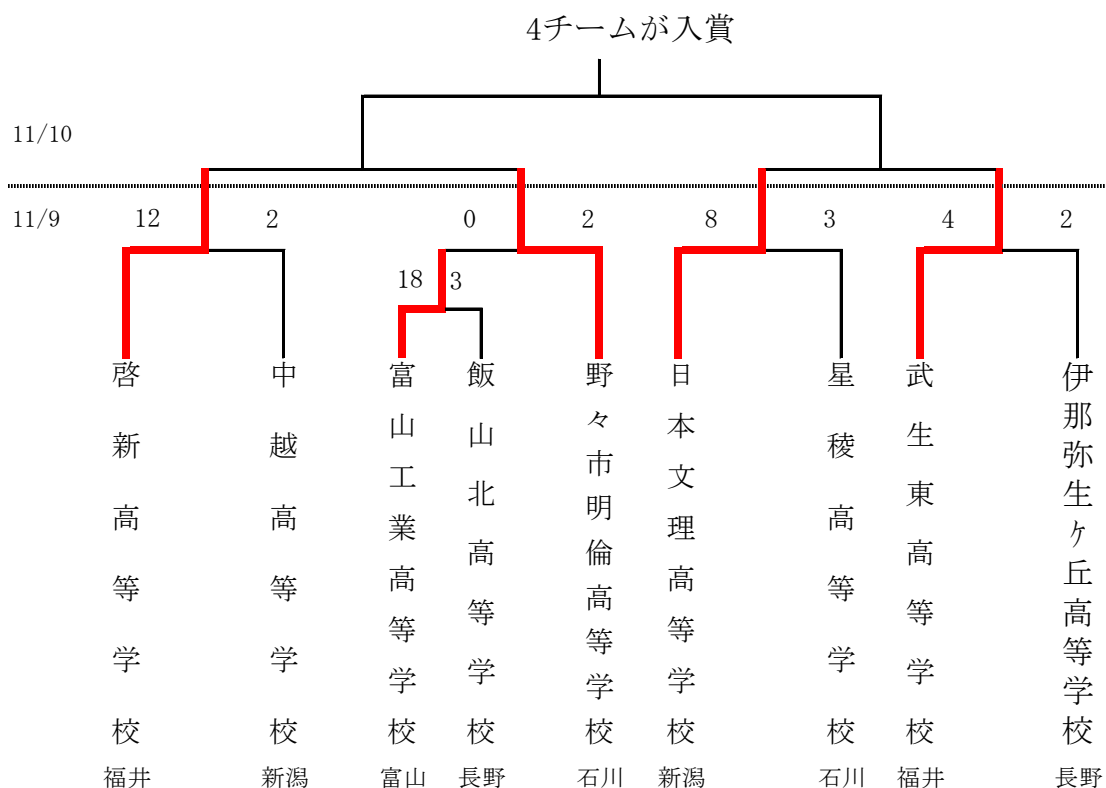 4チームが入賞
11/10
11/9
12
2
0
2
8
3
4
2
18
3
啓新高等学校
中越高等学校
富山工業高等学校
飯山北高等学校
野々市明倫高等学校
日本文理高等学校
星稜高等学校
武生東高等学校
伊那弥生ケ丘高等学校
福井
新潟
富山
長野
石川
新潟
石川
福井
長野